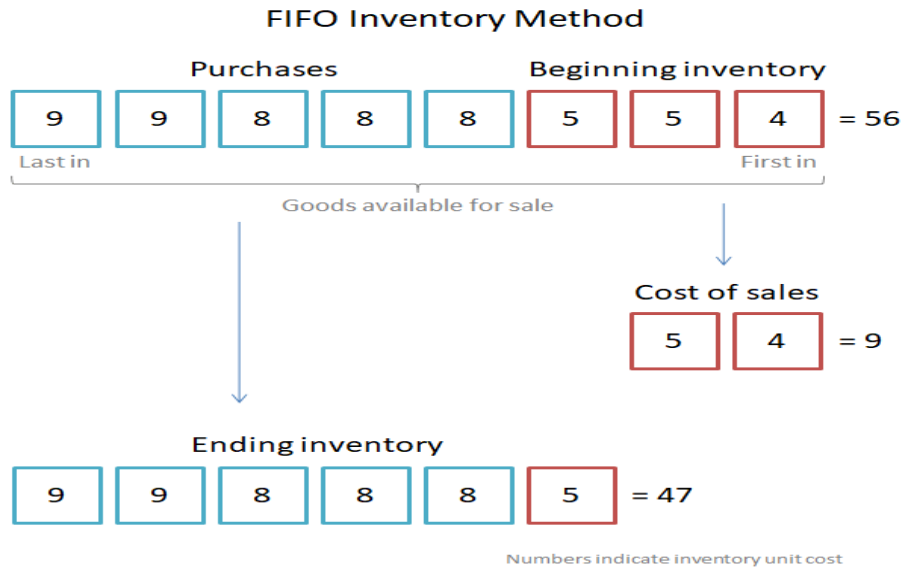 FIFO Inventory Method
Purchases Beginning inventory
9 9 8 8 8 5 5 4 = 56
Last in First in
Goods available for sale
Cost of sales
5 4 = 9
Ending inventory
9 9 8 8 8 5 = 47
Numbers indicate inventory unit cost